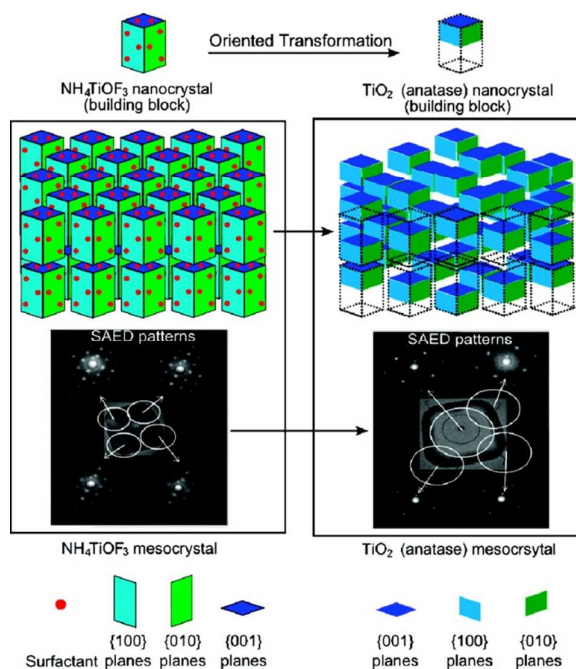 Oriented Transformation
NH₄TiOF₃ nanocrystal
(building block)
TiO₂ (anatase) nanocrystal
(building block)
SAED patterns
SAED patterns
NH₄TiOF₃ mesocrystal
TiO₂ (anatase) mesocrsytal
Surfactant
{100}
planes
{010}
planes
{001}
planes
{001}
planes
{100}
planes
{010}
planes